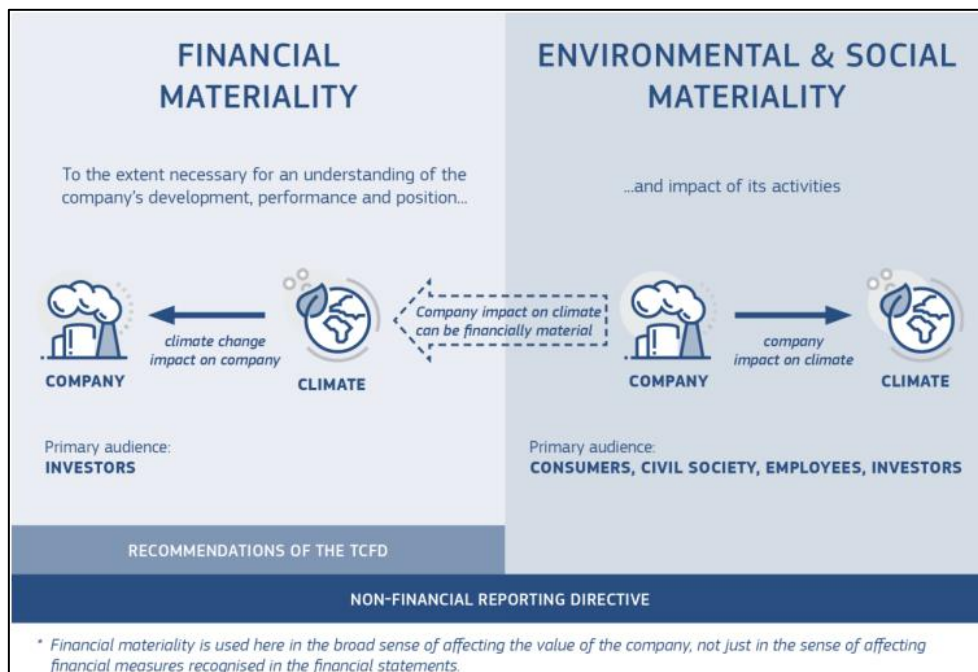 FINANCIAL
MATERIALITY
To the extent necessary for an understanding of the
company's development, performance and position...
COMPANY
climate change
impact on company
CLIMATE
Primary audience:
INVESTORS
Company impact on climate
can be financially material
ENVIRONMENTAL & SOCIAL
MATERIALITY
...and impact of its activities
COMPANY
company
impact on climate
CLIMATE
Primary audience:
CONSUMERS, CIVIL SOCIETY, EMPLOYEES, INVESTORS
RECOMMENDATIONS OF THE TCFD
NON-FINANCIAL REPORTING DIRECTIVE
* Financial materiality is used here in the broad sense of affecting the value of the company, not just in the sense of affecting
financial measures recognised in the financial statements.